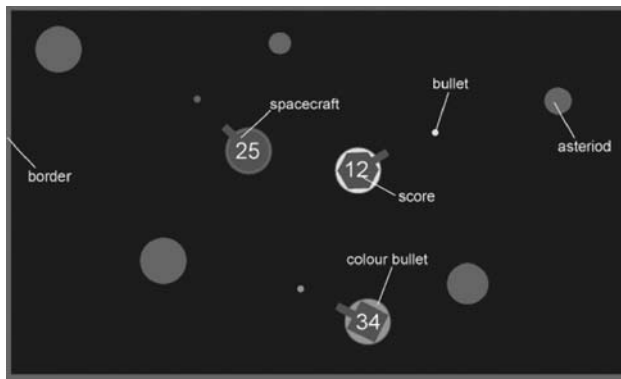 bullet
spacecraft
25
asteriod
12
border
score
colour bullet
34